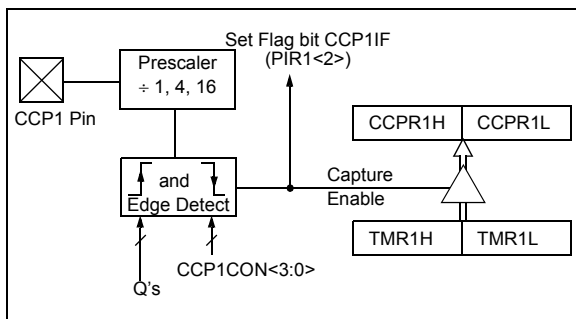 Set Flag bit CCP1IF
(PIR1<2>)
Prescaler
÷ 1, 4, 16
CCP1 Pin
CCPR1H
CCPR1L
and
Edge Detect
Capture
Enable
TMR1H
TMR1L
CCP1CON<3:0>
Q's